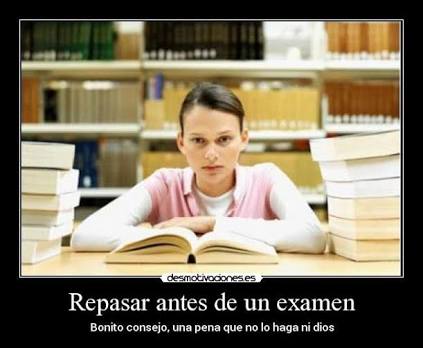 desmotivaciones.es
Repasar antes de un examen
Bonito consejo, una pena que no lo haga ni dios